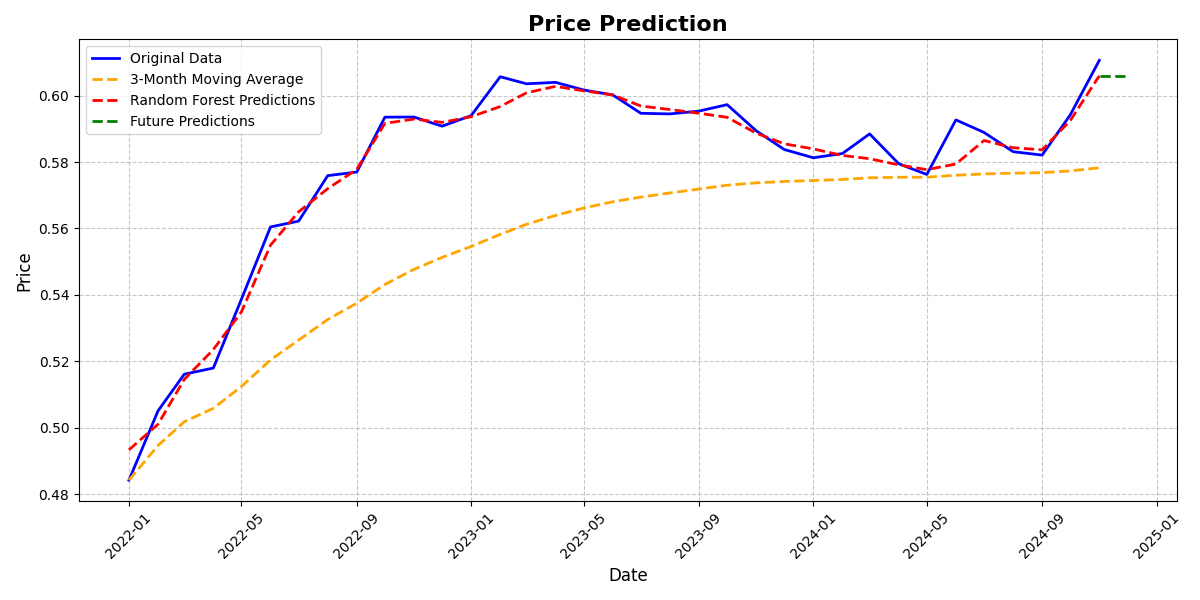 Price Prediction
Original Data
3-Month Moving Average
Random Forest Predictions
Future Predictions
Price
0.60
0.58
0.56
0.54
0.52
0.50
0.48
2022-01
2022-05
2022-09
2023-01
2023-05
2023-09
2024-01
2024-05
2024-09
2025-01
Date